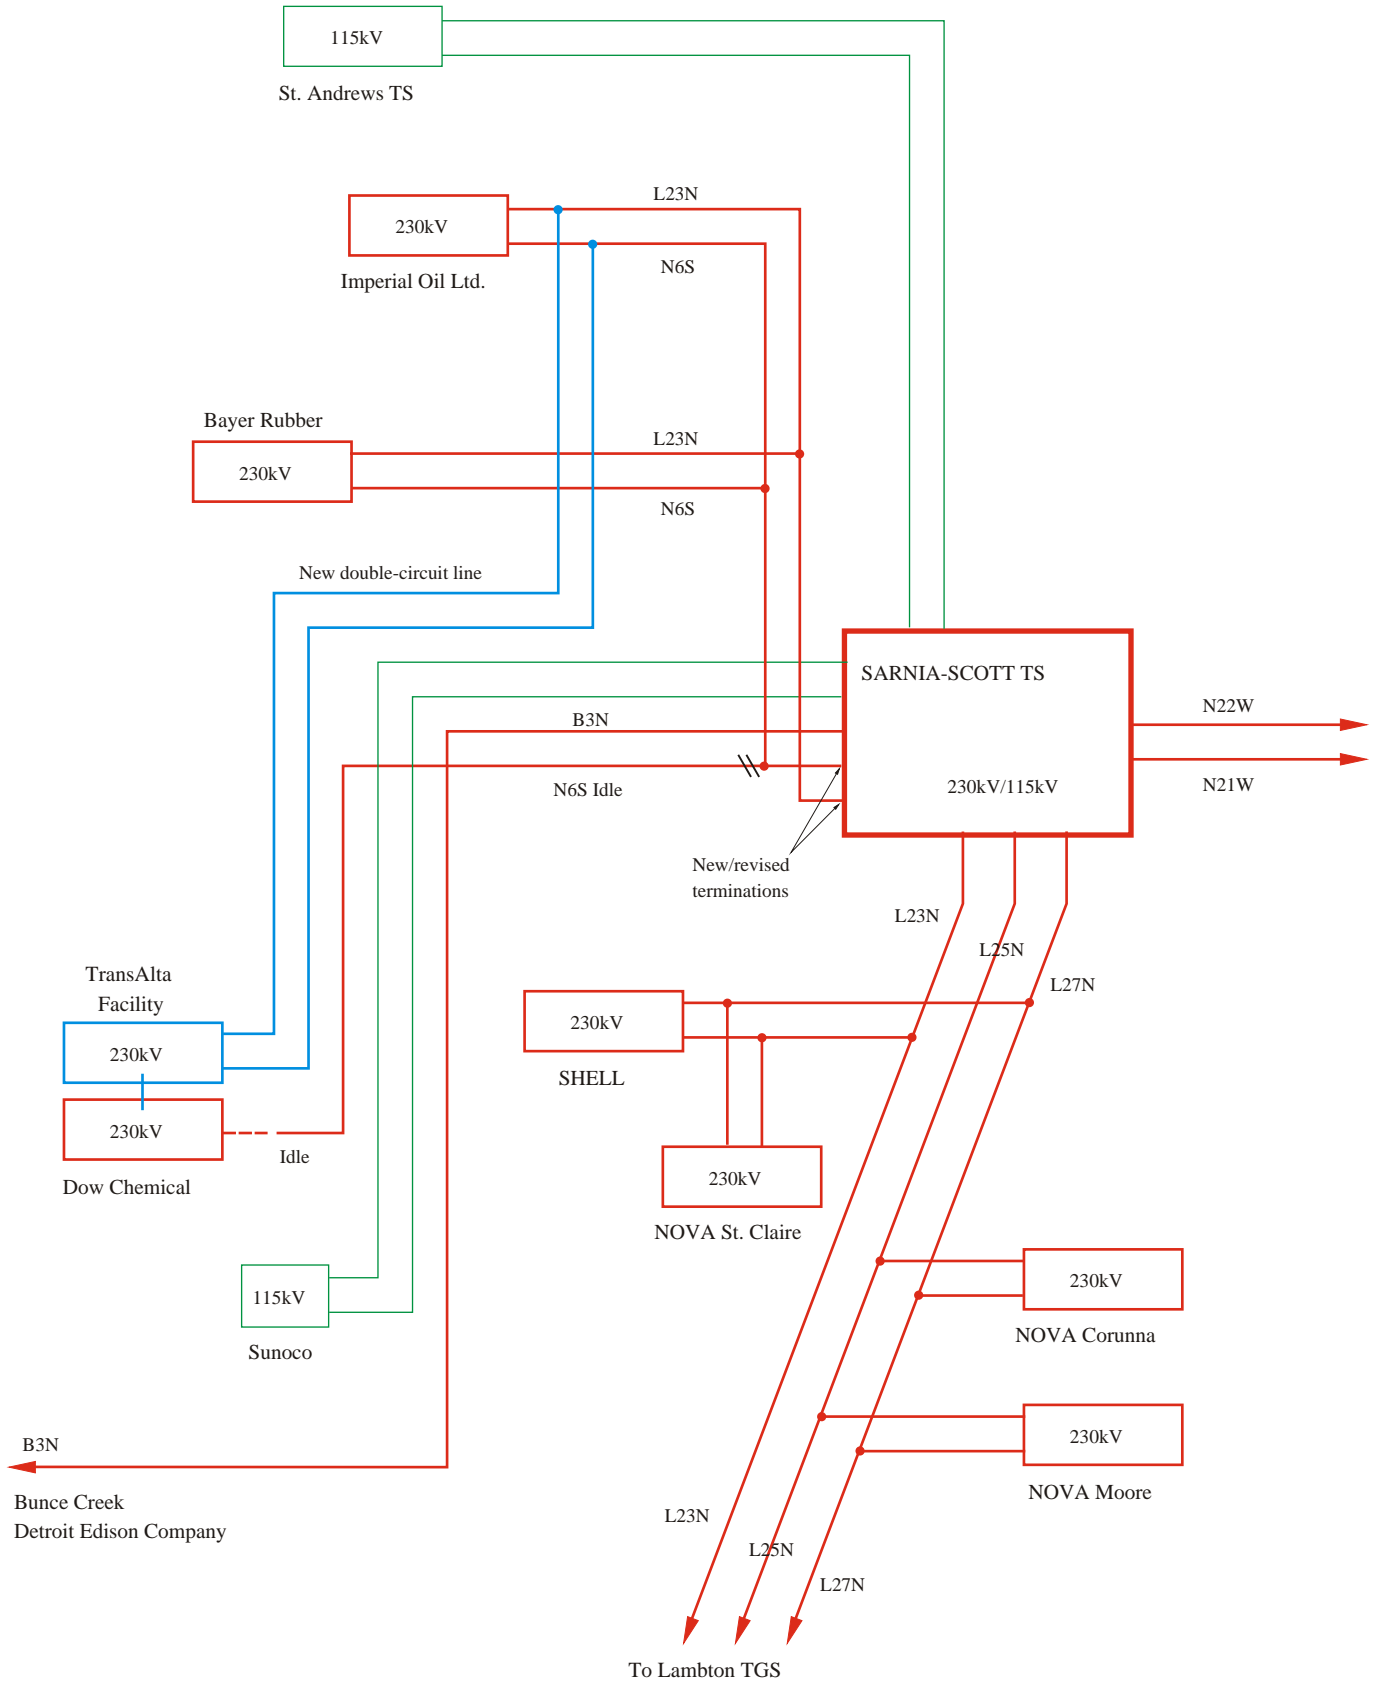 115kV
St. Andrews TS
L23N
230kV
N6S
Imperial Oil Ltd.
Bayer Rubber
L23N
230kV
N6S
New double-circuit line
SARNIA-SCOTT TS
N22W
B3N
230kV/115kV
N21W
N6S Idle
New/revised
terminations
L23N
L25N
L27N
TransAlta
Facility
230kV
230kV
SHELL
230kV
Idle
Dow Chemical
230kV
NOVA St. Claire
115kV
Sunoco
230kV
NOVA Corunna
230kV
NOVA Moore
B3N
Bunce Creek
Detroit Edison Company
L23N
L25N
L27N
To Lambton TGS